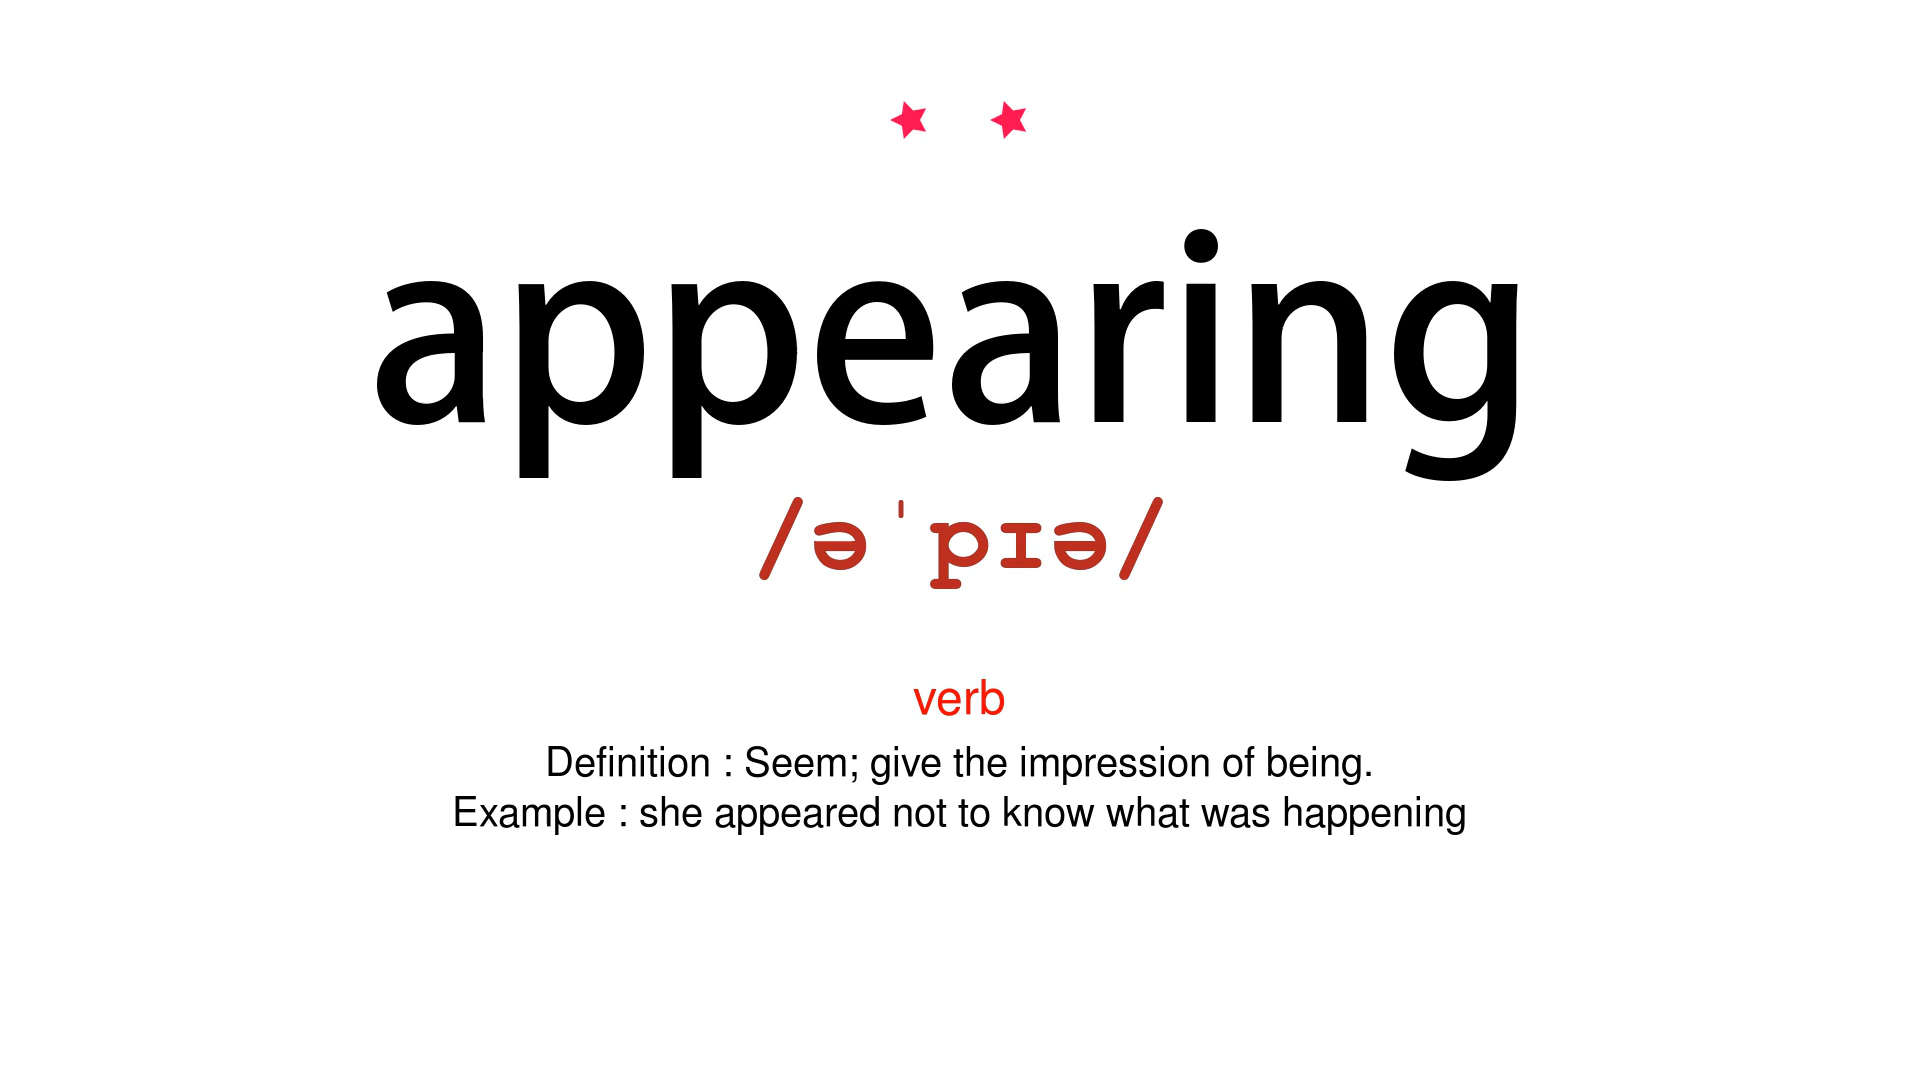 appearing
/əˈpɪə/
verb
Definition : Seem; give the impression of being.
Example : she appeared not to know what was happening